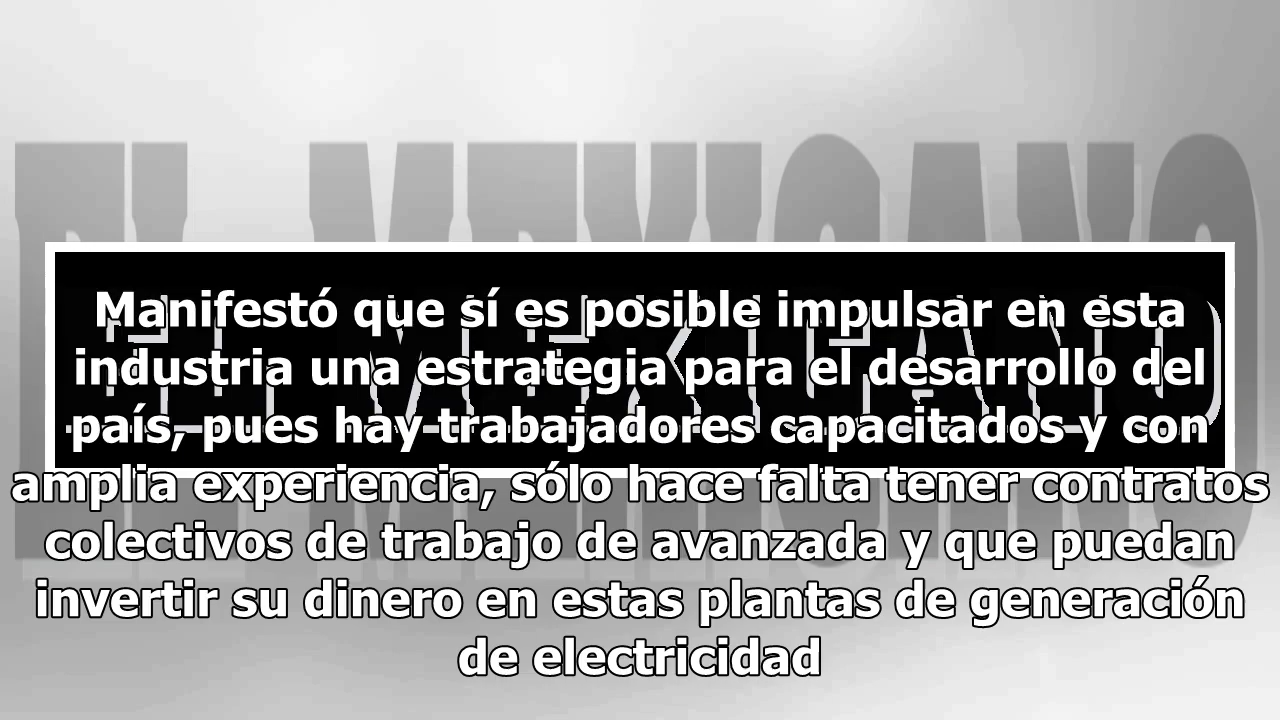 EL MEXICANO
Manifestó que sí es posible impulsar en esta
industria una estrategia para el desarrollo del
país, pues hay trabajadores capacitados y con
amplia experiencia, sólo hace falta tener contratos
colectivos de trabajo de avanzada y que puedan
invertir su dinero en estas plantas de generación
de electricidad